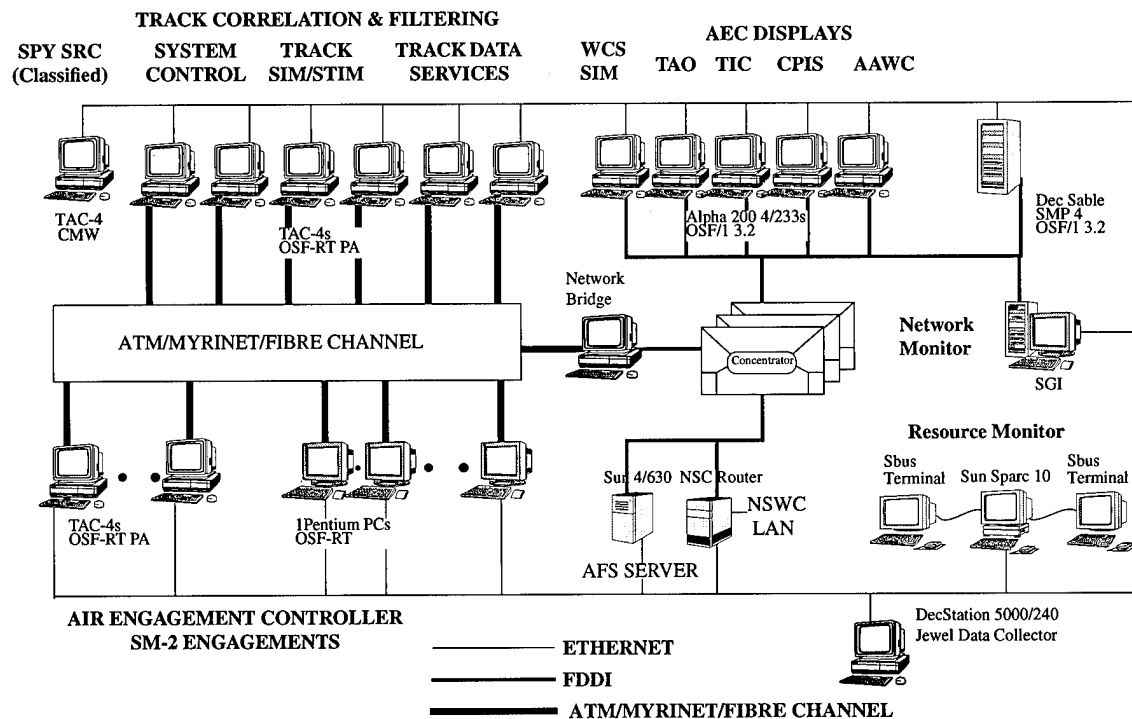 TRACK CORRELATION & FILTERING
SPY SRC
(Classified)
SYSTEM
CONTROL
TRACK
SIM/STIM
TRACK DATA
SERVICES
WCS
SIM
AEC DISPLAYS
TAO
TIC
CPIS
AAWC
TAC-4
CMW
TAC-4s
OSF-RT PA
Alpha 200 4/233s
OSF/1 3.2
Dec Sable
SMP 4
OSF/1 3.2
Network
Bridge
ATM/MYRINET/FIBRE CHANNEL
Concentrator
Network
Monitor
SGI
Resource Monitor
Sbus
Terminal
Sun Sparc 10
Sbus
Terminal
Sun 4/630
NSC Router
NSWC
LAN
TAC-4s
OSF-RT PA
1Pentium PCs
OSF-RT
AFS SERVER
AIR ENGAGEMENT CONTROLLER
SM-2 ENGAGEMENTS
DecStation 5000/240
Jewel Data Collector
ETHERNET
FDDI
ATM/MYRINET/FIBRE CHANNEL